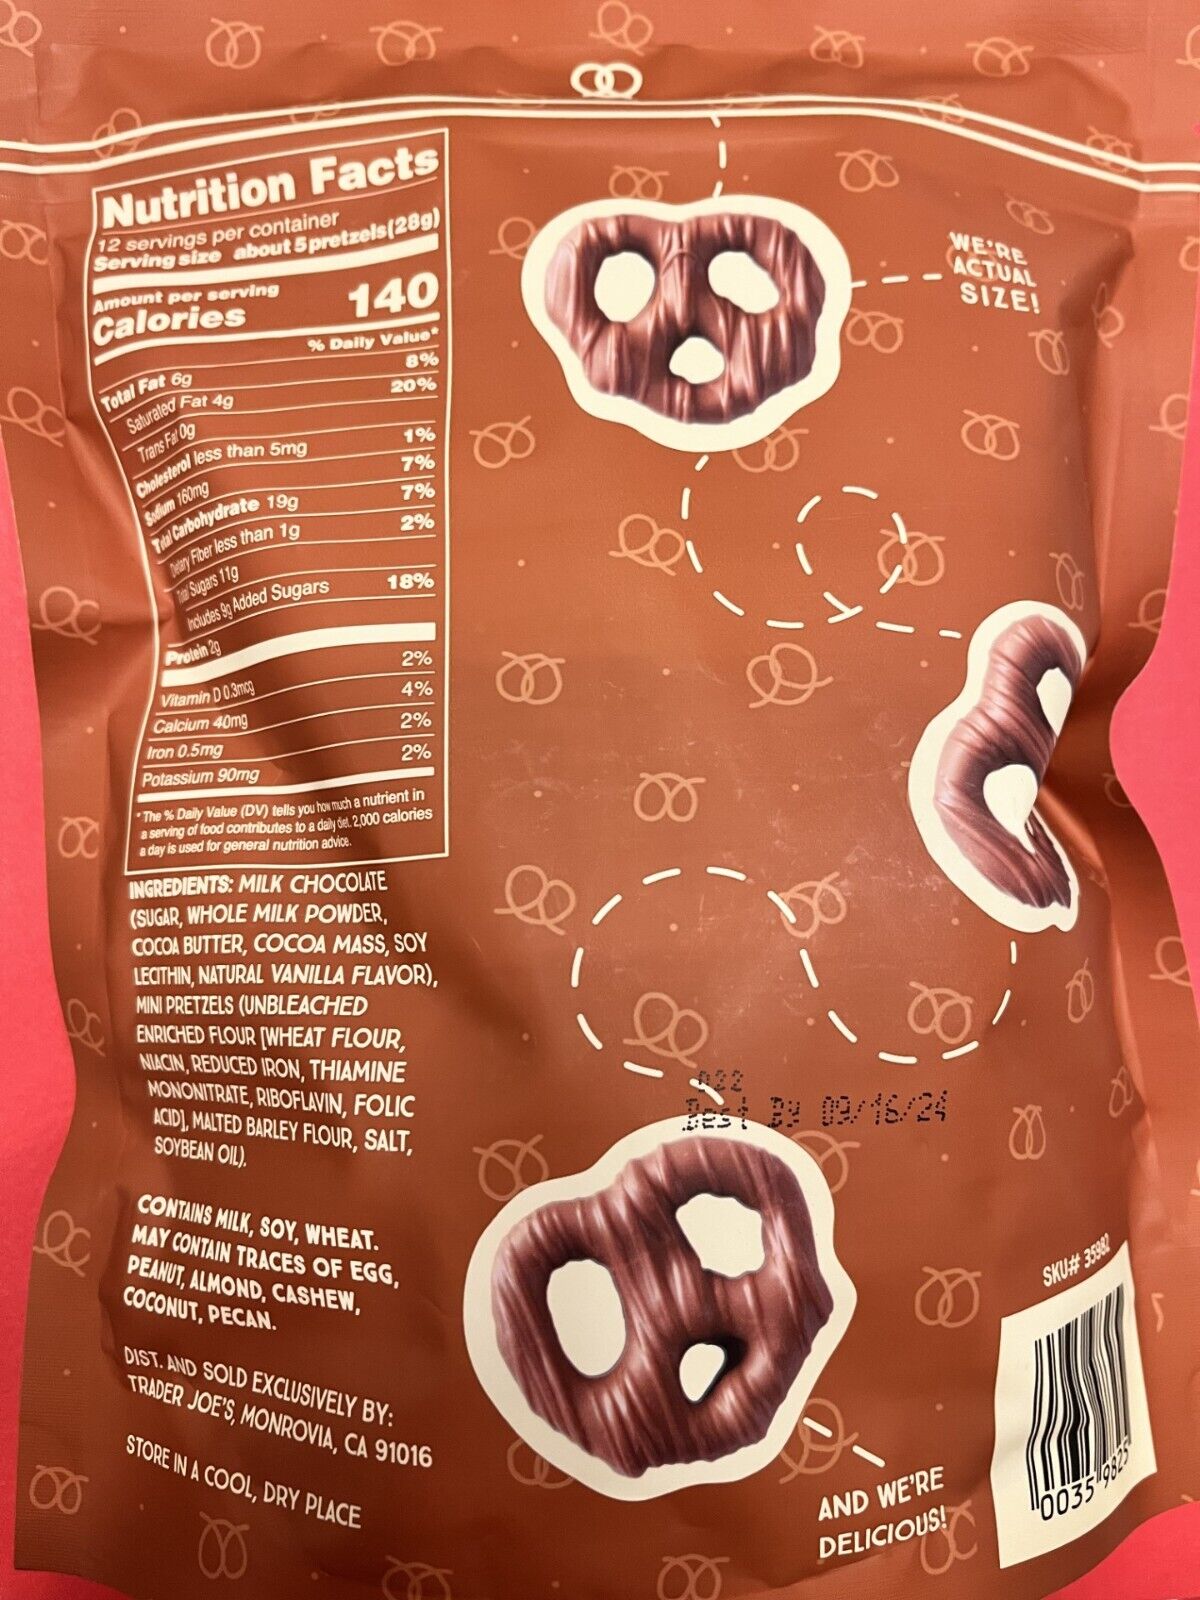 Nutrition Facts
12 servings per container
Serving size about 5 pretzels (28g)
Amount per serving
Calories 140
% Daily Value*
Total Fat 6g 8%
Saturated Fat 4g 20%
Trans Fat 0g
Cholesterol less than 5mg 1%
Sodium 160mg 7%
Total Carbohydrate 19g 7%
Dietary Fiber less than 1g 2%
Total Sugars 11g
Includes 9g Added Sugars 18%
Protein 2g
Vitamin D 0.3mcg 2%
Calcium 40mg 4%
Iron 0.5mg 2%
Potassium 90mg 2%
* The % Daily Value (DV) tells you how much a nutrient in
a serving of food contributes to a daily diet. 2,000 calories
a day is used for general nutrition advice.
INGREDIENTS: MILK CHOCOLATE
(SUGAR, WHOLE MILK POWDER,
COCOA BUTTER, COCOA MASS, SOY
LECITHIN, NATURAL VANILLA FLAVOR),
MINI PRETZELS (UNBLEACHED
ENRICHED FLOUR [WHEAT FLOUR,
NIACIN, REDUCED IRON, THIAMINE
MONONITRATE, RIBOFLAVIN, FOLIC
ACID], MALTED BARLEY FLOUR, SALT,
SOYBEAN OIL).
CONTAINS MILK, SOY, WHEAT.
MAY CONTAIN TRACES OF EGG,
PEANUT, ALMOND, CASHEW,
COCONUT, PECAN.
DIST. AND SOLD EXCLUSIVELY BY:
TRADER JOE'S, MONROVIA, CA 91016
STORE IN A COOL, DRY PLACE
WE'RE
ACTUAL
SIZE!
022
Best By 09/16/24
AND WE'RE
DELICIOUS!
SKU# 35982
0035 9825